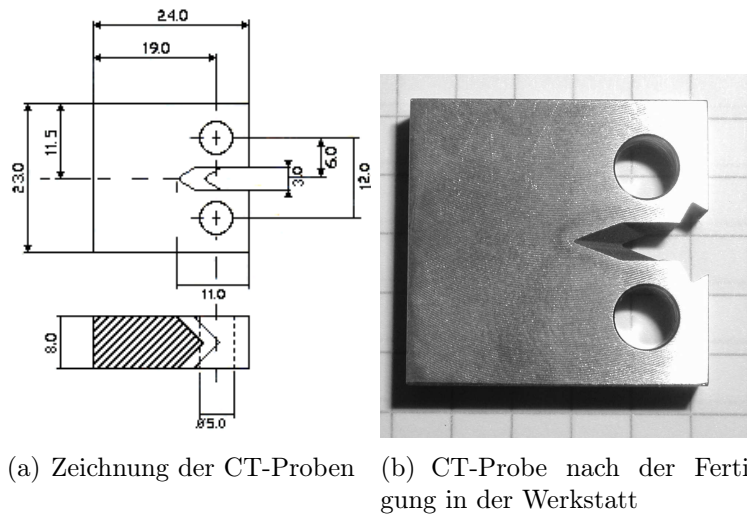 24.0
19.0
11.5
23.0
6.0
3.0
12.0
11.0
8.0
Ø5.0
(a) Zeichnung der CT-Proben
(b) CT-Probe nach der Ferti
gung in der Werkstatt